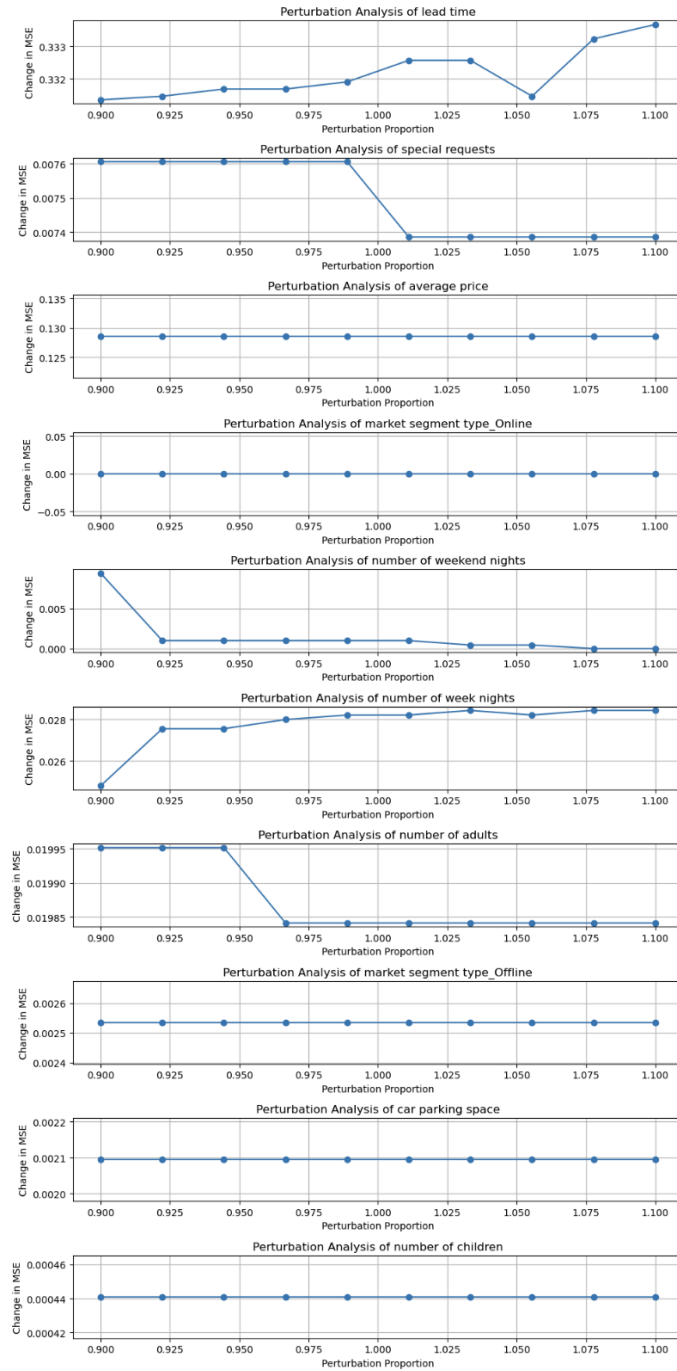 Perturbation Analysis of lead time
Change in MSE
0.333
0.332
0.900 0.925 0.950 0.975 1.000 1.025 1.050 1.075 1.100
Perturbation Proportion
Perturbation Analysis of special requests
Change in MSE
0.0076
0.0075
0.0074
0.900 0.925 0.950 0.975 1.000 1.025 1.050 1.075 1.100
Perturbation Proportion
Perturbation Analysis of average price
Change in MSE
0.135
0.130
0.125
0.900 0.925 0.950 0.975 1.000 1.025 1.050 1.075 1.100
Perturbation Proportion
Perturbation Analysis of market segment type_Online
Change in MSE
0.05
0.00
−0.05
0.900 0.925 0.950 0.975 1.000 1.025 1.050 1.075 1.100
Perturbation Proportion
Perturbation Analysis of number of weekend nights
Change in MSE
0.005
0.000
0.900 0.925 0.950 0.975 1.000 1.025 1.050 1.075 1.100
Perturbation Proportion
Perturbation Analysis of number of week nights
Change in MSE
0.028
0.026
0.900 0.925 0.950 0.975 1.000 1.025 1.050 1.075 1.100
Perturbation Proportion
Perturbation Analysis of number of adults
Change in MSE
0.01995
0.01990
0.01985
0.900 0.925 0.950 0.975 1.000 1.025 1.050 1.075 1.100
Perturbation Proportion
Perturbation Analysis of market segment type_Offline
Change in MSE
0.0026
0.0025
0.0024
0.900 0.925 0.950 0.975 1.000 1.025 1.050 1.075 1.100
Perturbation Proportion
Perturbation Analysis of car parking space
Change in MSE
0.0022
0.0021
0.0020
0.900 0.925 0.950 0.975 1.000 1.025 1.050 1.075 1.100
Perturbation Proportion
Perturbation Analysis of number of children
Change in MSE
0.00046
0.00044
0.00042
0.900 0.925 0.950 0.975 1.000 1.025 1.050 1.075 1.100
Perturbation Proportion